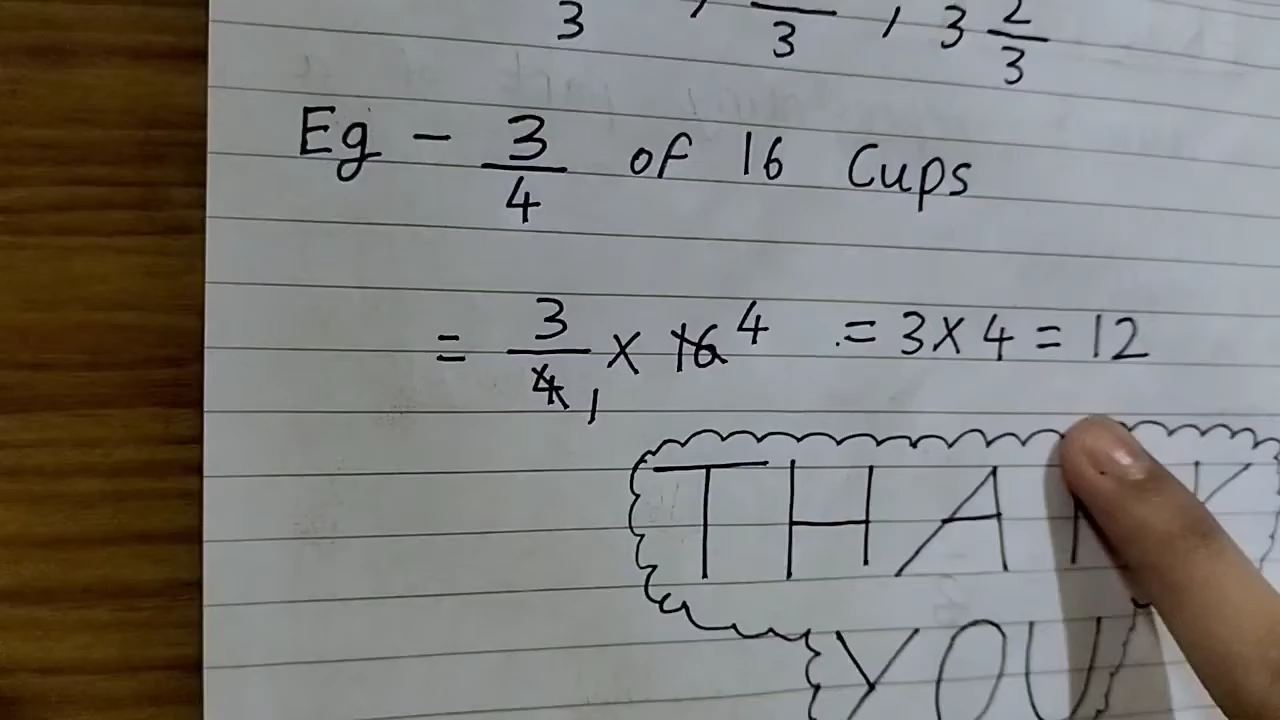 3 , 3 , 3 2/3
Eg - 3/4 of 16 Cups
= 3/4 1 x 16 4 = 3 x 4 = 12
THANK
YOU